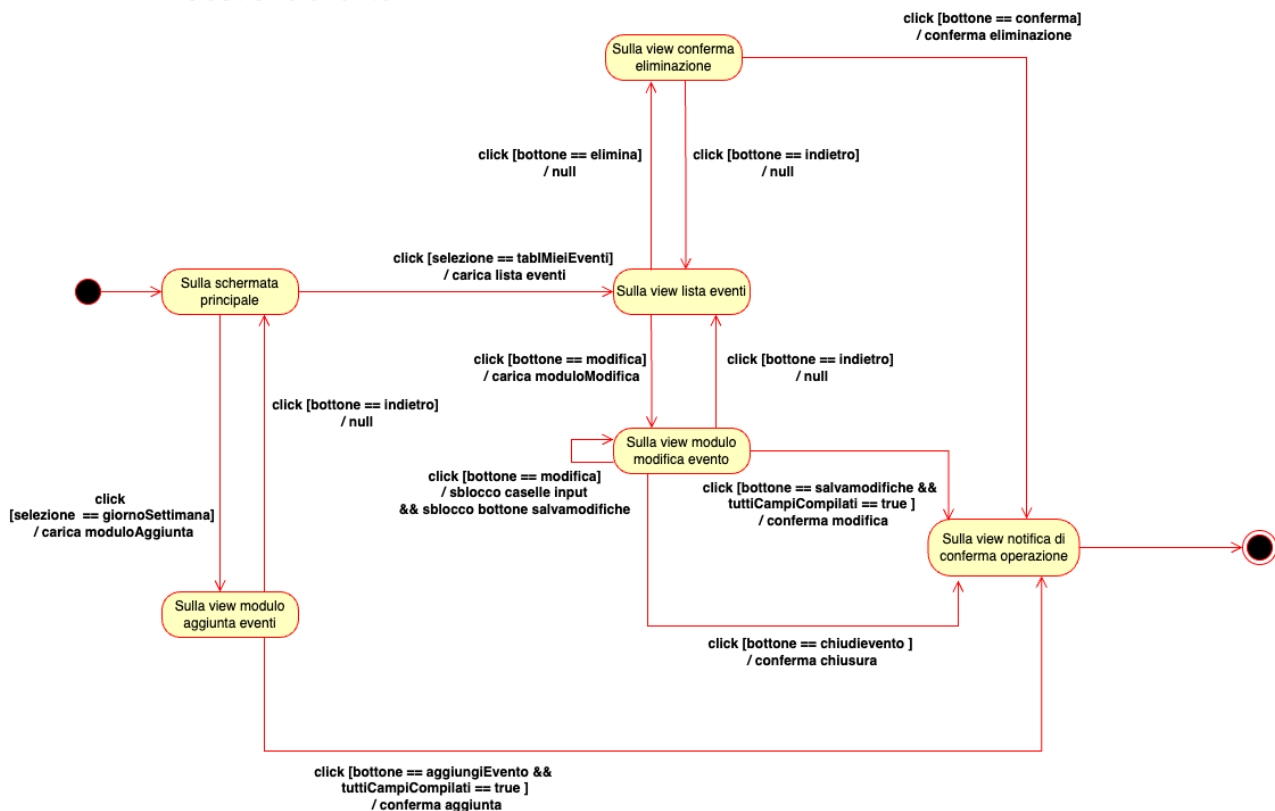 click [bottone == conferma]
/ conferma eliminazione
Sulla view conferma
eliminazione
click [bottone == elimina]
/ null
click [bottone == indietro]
/ null
click [selezione == tabIMieiEventi]
/ carica lista eventi
Sulla schermata
principale
Sulla view lista eventi
click [bottone == modifica]
/ carica moduloModifica
click [bottone == indietro]
/ null
click [bottone == indietro]
/ null
Sulla view modulo
modifica evento
click [bottone == modifica]
/ sblocco caselle input
&& sblocco bottone salvamodifiche
click [bottone == salvamodifiche &&
tuttiCampiCompilati == true ]
/ conferma modifica
click
[selezione == giornoSettimana]
/ carica moduloAggiunta
Sulla view notifica di
conferma operazione
Sulla view modulo
aggiunta eventi
click [bottone == chiudievento ]
/ conferma chiusura
click [bottone == aggiungiEvento &&
tuttiCampiCompilati == true ]
/ conferma aggiunta